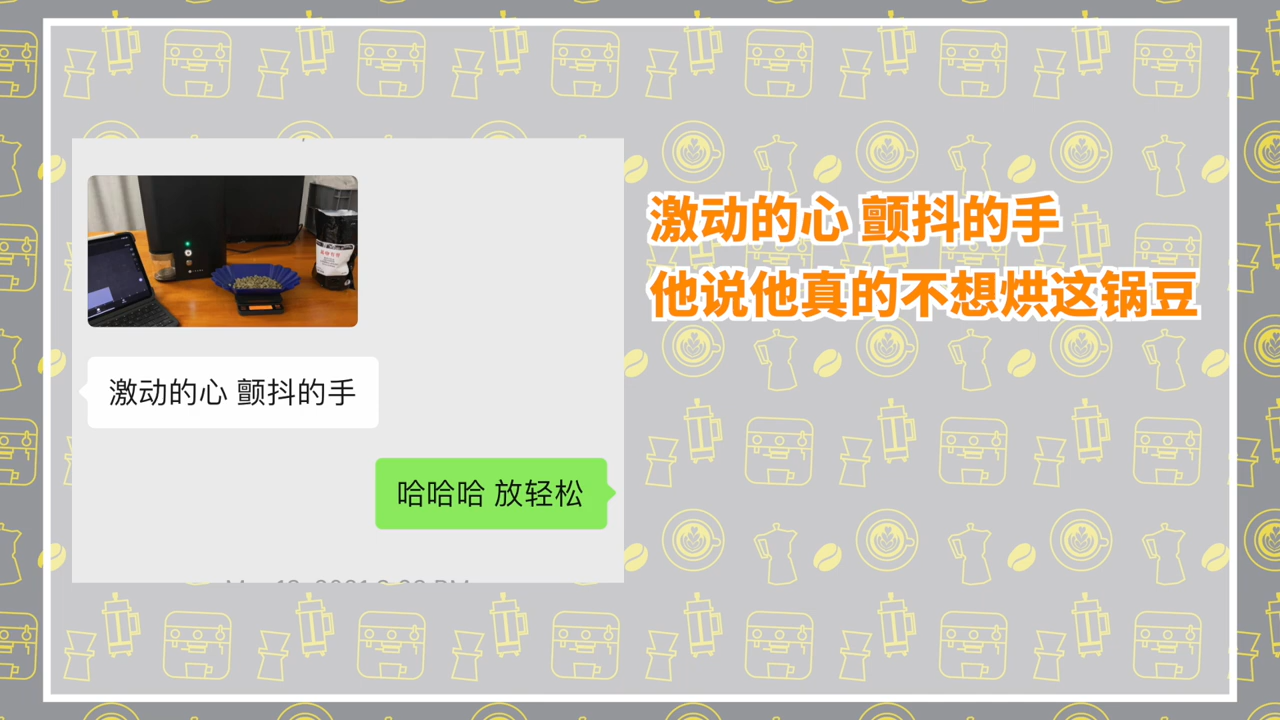 激动的心 颤抖的手
哈哈哈 放轻松
激动的心 颤抖的手
他说他真的不想烘这锅豆